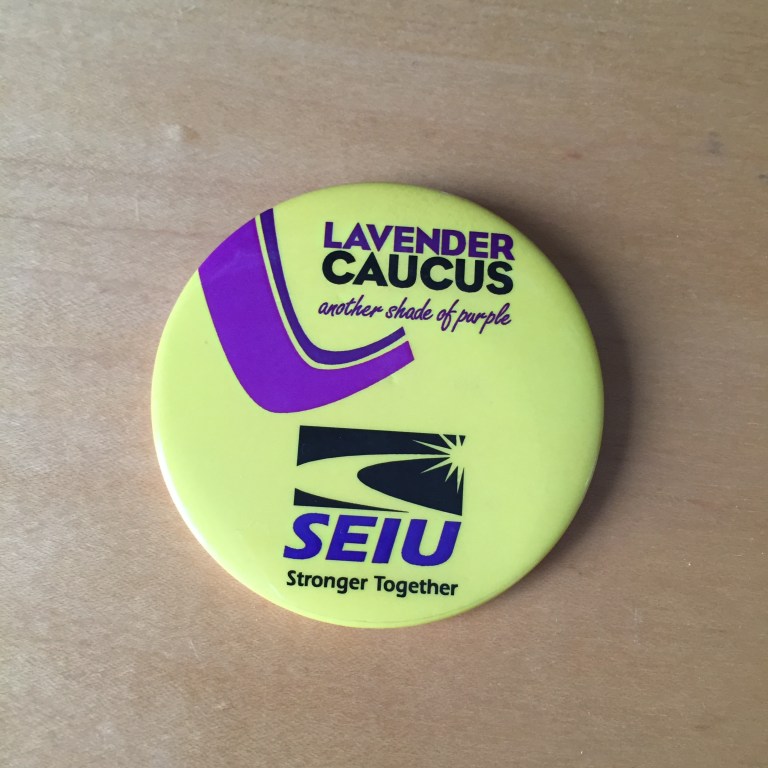 LAVENDER
CAUCUS
another shade of purple
SEIU
Stronger Together